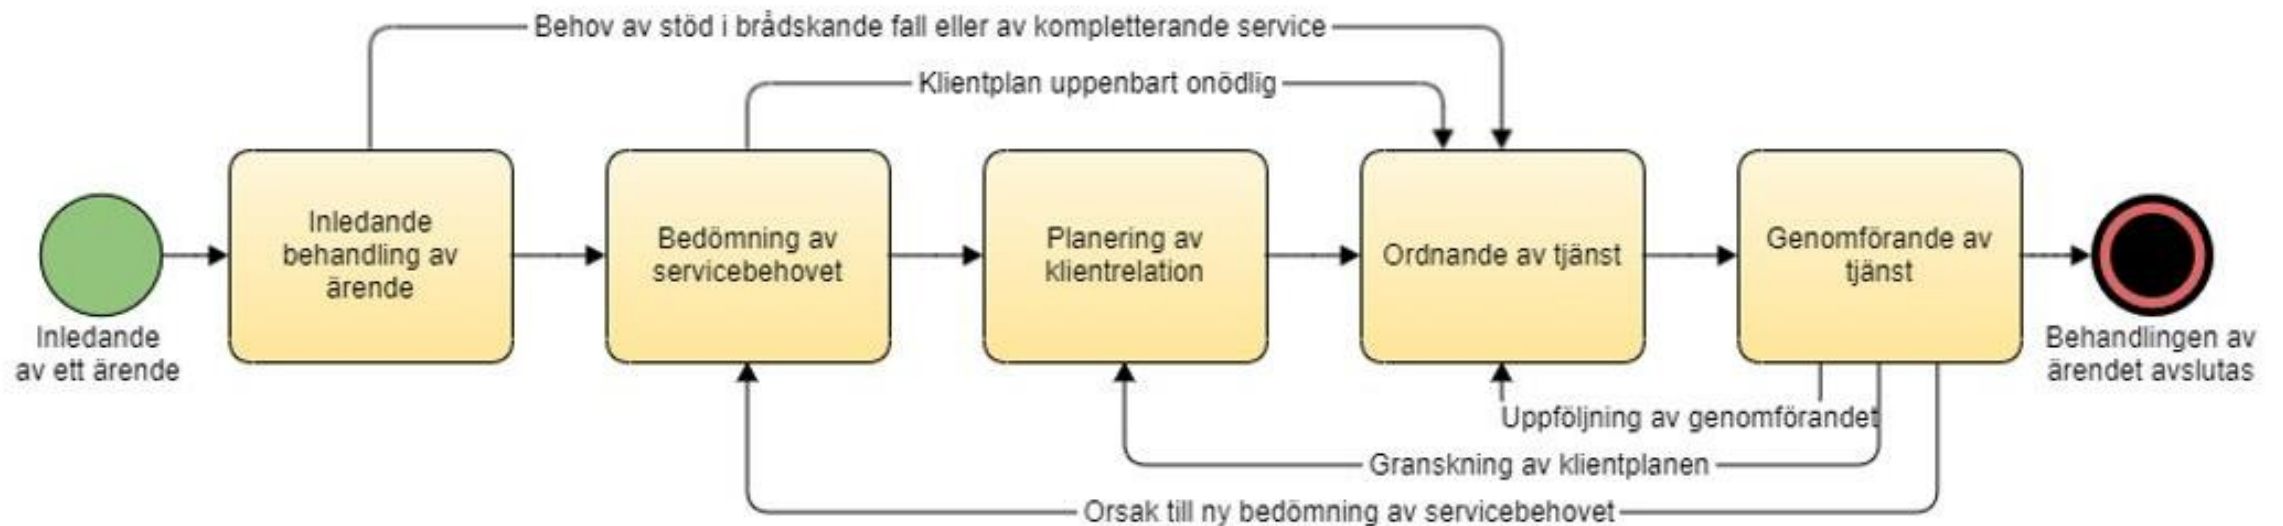 Behov av stöd i brådskande fall eller av kompletterande service
Klientplan uppenbart onödlig
Inledande
behandling av
ärende
Bedömning av
servicebehovet
Planering av
klientrelation
Ordnande av tjänst
Genomförande av
tjänst
Inledande
av ett ärende
Behandlingen av
ärendet avslutas
Uppföljning av genomförandet
Granskning av klientplanen
Orsak till ny bedömning av servicebehovet